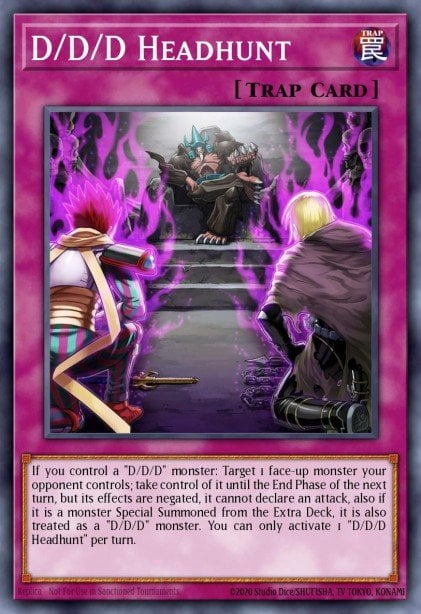 D/D/D Headhunt
TRAP
罠
[Trap Card]
If you control a "D/D/D" monster: Target 1 face-up monster your
opponent controls; take control of it until the End Phase of the next
turn, but its effects are negated, it cannot declare an attack, also if
it is a monster Special Summoned from the Extra Deck, it is also
treated as a "D/D/D" monster. You can only activate 1 "D/D/D
Headhunt" per turn.
Replica - Not For Use in Sanctioned Tournaments
©2020 Studio Dice/SHUEISHA, TV TOKYO, KONAMI